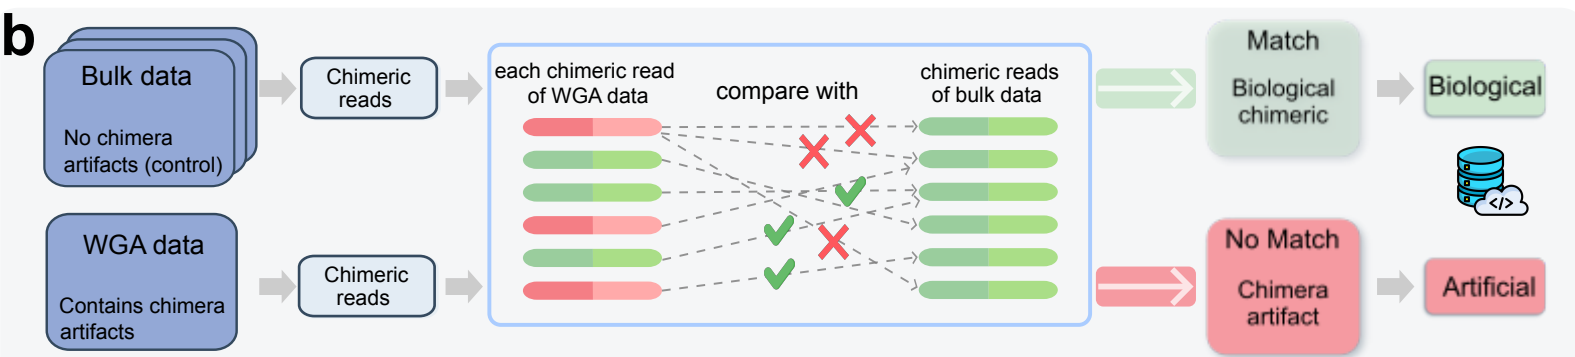 b
Bulk data
No chimera
artifacts (control)
Chimeric
reads
each chimeric read
of WGA data
compare with
chimeric reads
of bulk data
Match
Biological
chimeric
Biological
WGA data
Contains chimera
artifacts
Chimeric
reads
No Match
Chimera
artifact
Artificial
</>